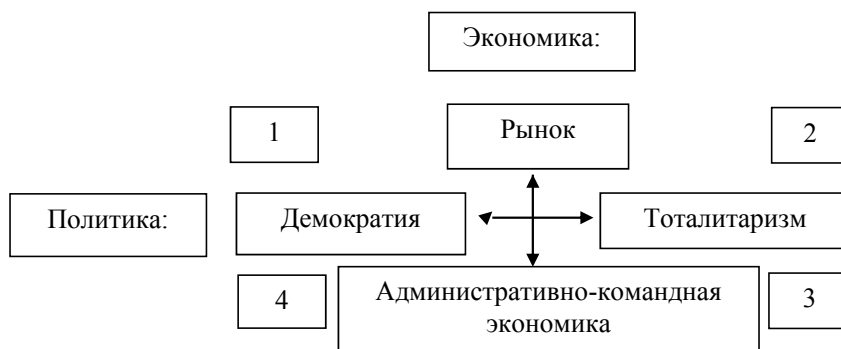 Экономика:
1
Рынок
2
Политика:
Демократия
Тоталитаризм
4
Административно-командная
экономика
3